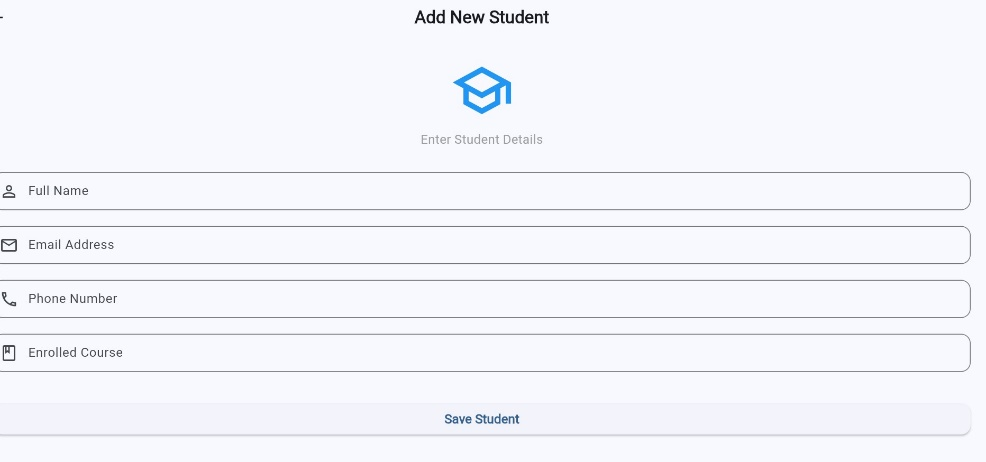 Add New Student
Enter Student Details
Full Name
Email Address
Phone Number
Enrolled Course
Save Student